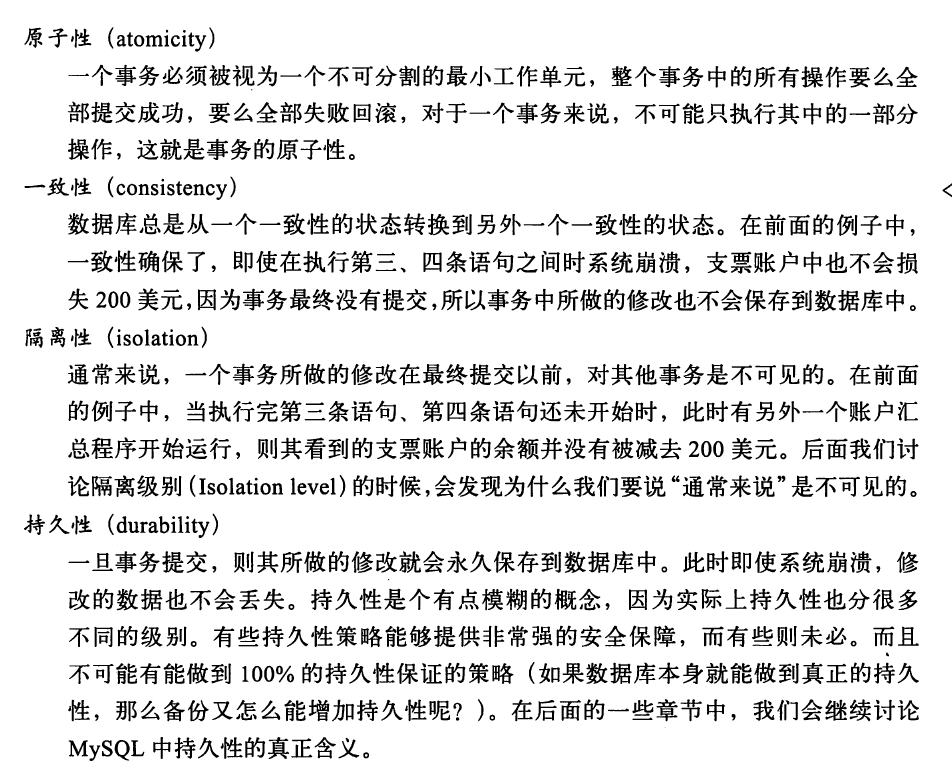 原子性（atomicity）
一个事务必须被视为一个不可分割的最小工作单元，整个事务中的所有操作要么全
部提交成功，要么全部失败回滚，对于一个事务来说，不可能只执行其中的一部分
操作，这就是事务的原子性。
一致性（consistency）
数据库总是从一个一致性的状态转换到另外一个一致性的状态。在前面的例子中，
一致性确保了，即使在执行第三、四条语句之间时系统崩溃，支票账户中也不会损
失 200 美元，因为事务最终没有提交，所以事务中所做的修改也不会保存到数据库中。
隔离性（isolation）
通常来说，一个事务所做的修改在最终提交以前，对其他事务是不可见的。在前面
的例子中，当执行完第三条语句、第四条语句还未开始时，此时有另外一个账户汇
总程序开始运行，则其看到的支票账户的余额并没有被减去 200 美元。后面我们讨
论隔离级别（Isolation level）的时候，会发现为什么我们要说“通常来说”是不可见的。
持久性（durability）
一旦事务提交，则其所做的修改就会永久保存到数据库中。此时即使系统崩溃，修
改的数据也不会丢失。持久性是个有点模糊的概念，因为实际上持久性也分很多
不同的级别。有些持久性策略能够提供非常强的安全保障，而有些则未必。而且
不可能有能做到 100% 的持久性保证的策略（如果数据库本身就能做到真正的持久
性，那么备份又怎么能增加持久性呢？）。在后面的一些章节中，我们会继续讨论
MySQL 中持久性的真正含义。